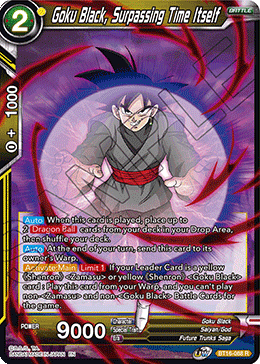 2
Goku Black, Surpassing Time Itself
BATTLE
+ 1000
Auto When this card is played, place up to
2 Dragon Ball cards from your deck in your Drop Area,
then shuffle your deck.
Auto At the end of your turn, send this card to its
owner's Warp.
Activate Main Limit 1 If your Leader Card is a yellow
‹Shenron› ‹Zamasu› or yellow ‹Shenron› ‹Goku Black›
card : Play this card from your Warp, and you can't play
non-‹Zamasu› and non-‹Goku Black› Battle Cards for
the game.
POWER
9000
Character
Goku Black
Special Trait
Saiyan/God
Era
Future Trunks Saga
BT16-088 R